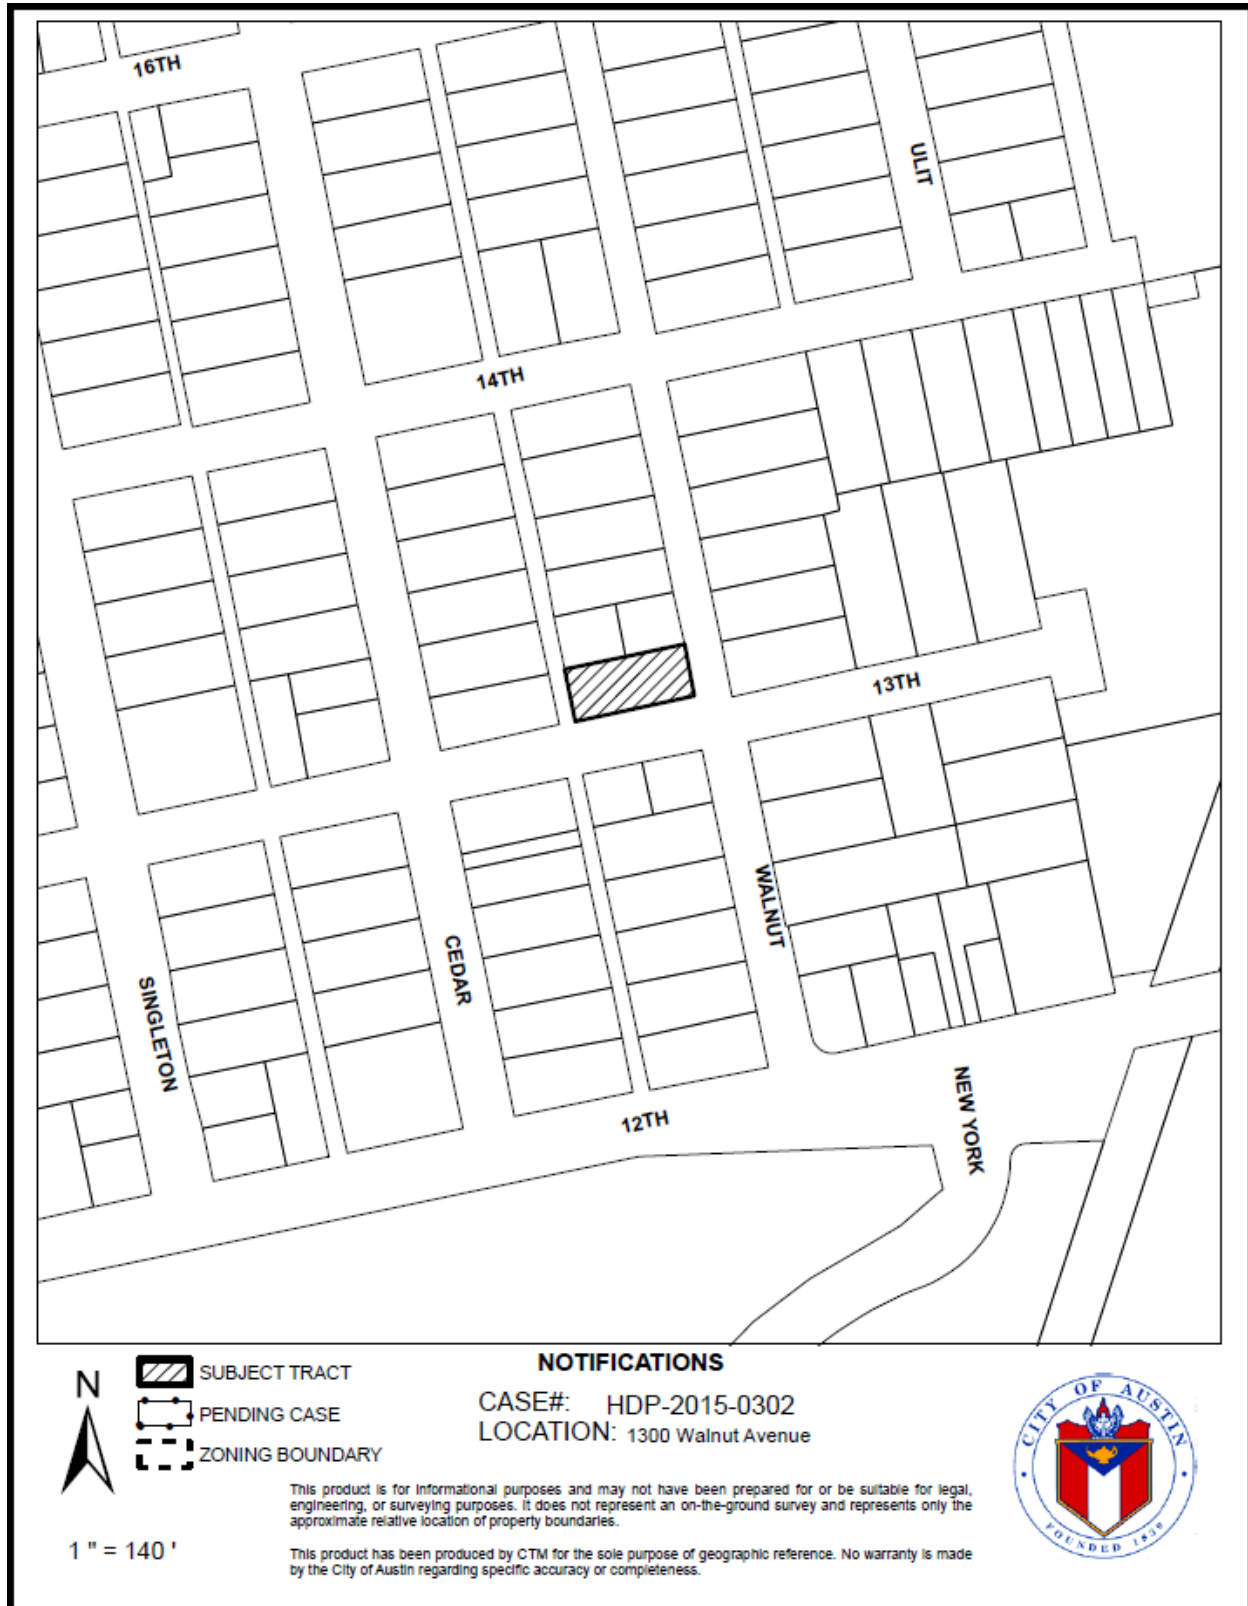 16TH
ULIT
14TH
13TH
WALNUT
CEDAR
SINGLETON
NEW YORK
12TH
N
SUBJECT TRACT
PENDING CASE
ZONING BOUNDARY
NOTIFICATIONS
CASE#: HDP-2015-0302
LOCATION: 1300 Walnut Avenue
This product is for informational purposes and may not have been prepared for or be suitable for legal,
engineering, or surveying purposes. It does not represent an on-the-ground survey and represents only the
approximate relative location of property boundaries.
1 " = 140 '
This product has been produced by CTM for the sole purpose of geographic reference. No warranty is made
by the City of Austin regarding specific accuracy or completeness.
CITY OF AUSTIN
FOUNDED 1839